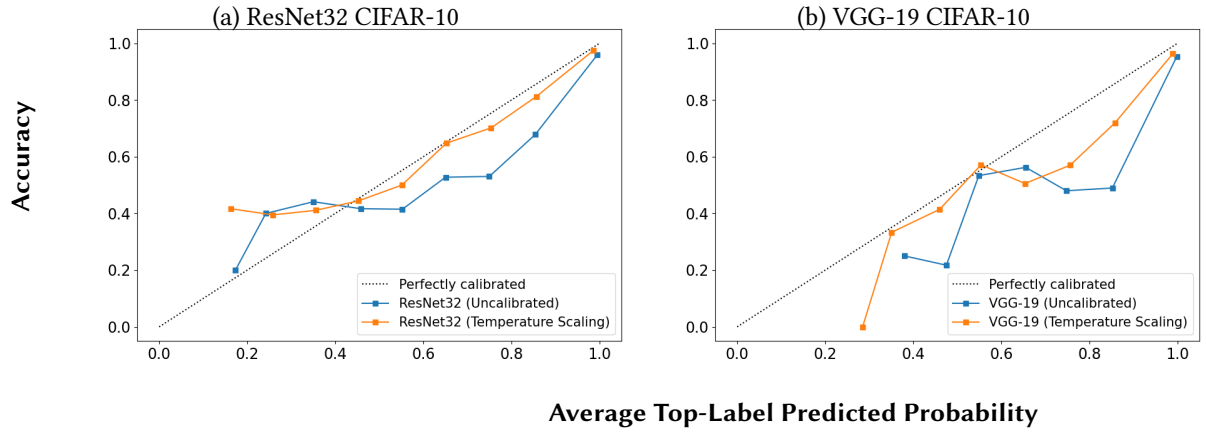 (a) ResNet32 CIFAR-10
(b) VGG-19 CIFAR-10
Accuracy
1.0
0.8
0.6
0.4
0.2
0.0
Perfectly calibrated
ResNet32 (Uncalibrated)
ResNet32 (Temperature Scaling)
0.0 0.2 0.4 0.6 0.8 1.0
1.0
0.8
0.6
0.4
0.2
0.0
Perfectly calibrated
VGG-19 (Uncalibrated)
VGG-19 (Temperature Scaling)
0.0 0.2 0.4 0.6 0.8 1.0
Average Top-Label Predicted Probability